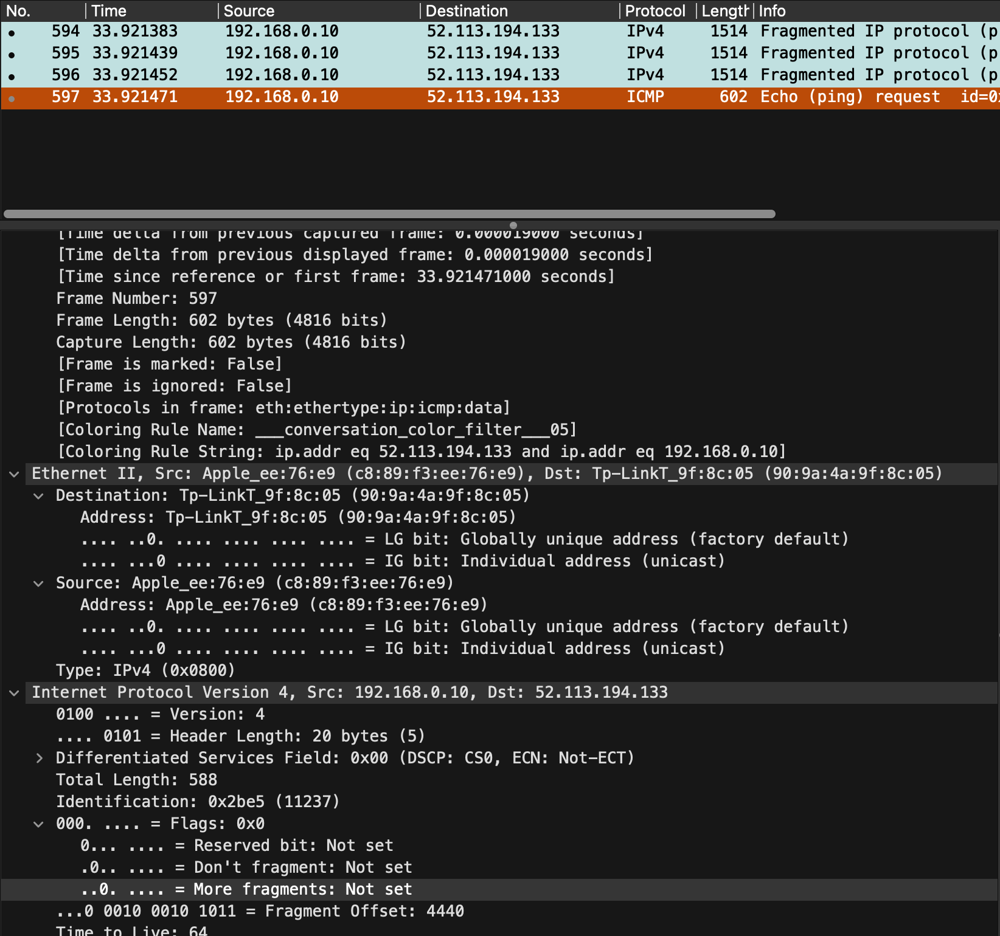 No. Time Source Destination Protocol Length Info
594 33.921383 192.168.0.10 52.113.194.133 IPv4 1514 Fragmented IP protocol (p
595 33.921439 192.168.0.10 52.113.194.133 IPv4 1514 Fragmented IP protocol (p
596 33.921452 192.168.0.10 52.113.194.133 IPv4 1514 Fragmented IP protocol (p
597 33.921471 192.168.0.10 52.113.194.133 ICMP 602 Echo (ping) request id=0x
[Time delta from previous captured frame: 0.000019000 seconds]
[Time delta from previous displayed frame: 0.000019000 seconds]
[Time since reference or first frame: 33.921471000 seconds]
Frame Number: 597
Frame Length: 602 bytes (4816 bits)
Capture Length: 602 bytes (4816 bits)
[Frame is marked: False]
[Frame is ignored: False]
[Protocols in frame: eth:ethertype:ip:icmp:data]
[Coloring Rule Name: ___conversation_color_filter___05]
[Coloring Rule String: ip.addr eq 52.113.194.133 and ip.addr eq 192.168.0.10]
Ethernet II, Src: Apple_ee:76:e9 (c8:89:f3:ee:76:e9), Dst: Tp-LinkT_9f:8c:05 (90:9a:4a:9f:8c:05)
Destination: Tp-LinkT_9f:8c:05 (90:9a:4a:9f:8c:05)
Address: Tp-LinkT_9f:8c:05 (90:9a:4a:9f:8c:05)
.... ..0. .... .... .... .... = LG bit: Globally unique address (factory default)
.... ...0 .... .... .... .... = IG bit: Individual address (unicast)
Source: Apple_ee:76:e9 (c8:89:f3:ee:76:e9)
Address: Apple_ee:76:e9 (c8:89:f3:ee:76:e9)
.... ..0. .... .... .... .... = LG bit: Globally unique address (factory default)
.... ...0 .... .... .... .... = IG bit: Individual address (unicast)
Type: IPv4 (0x0800)
Internet Protocol Version 4, Src: 192.168.0.10, Dst: 52.113.194.133
0100 .... = Version: 4
.... 0101 = Header Length: 20 bytes (5)
Differentiated Services Field: 0x00 (DSCP: CS0, ECN: Not-ECT)
Total Length: 588
Identification: 0x2be5 (11237)
000. .... = Flags: 0x0
0... .... = Reserved bit: Not set
.0.. .... = Don't fragment: Not set
..0. .... = More fragments: Not set
...0 0010 0010 1011 = Fragment Offset: 4440
Time to Live: 64